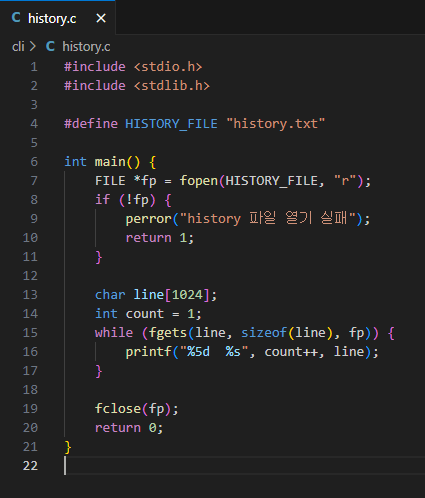 history.c
cli > history.c
1 #include <stdio.h>
2 #include <stdlib.h>
3
4 #define HISTORY_FILE "history.txt"
5
6 int main() {
7     FILE *fp = fopen(HISTORY_FILE, "r");
8     if (!fp) {
9         perror("history 파일 열기 실패");
10         return 1;
11     }
12
13     char line[1024];
14     int count = 1;
15     while (fgets(line, sizeof(line), fp)) {
16         printf("%5d  %s", count++, line);
17     }
18
19     fclose(fp);
20     return 0;
21 }
22